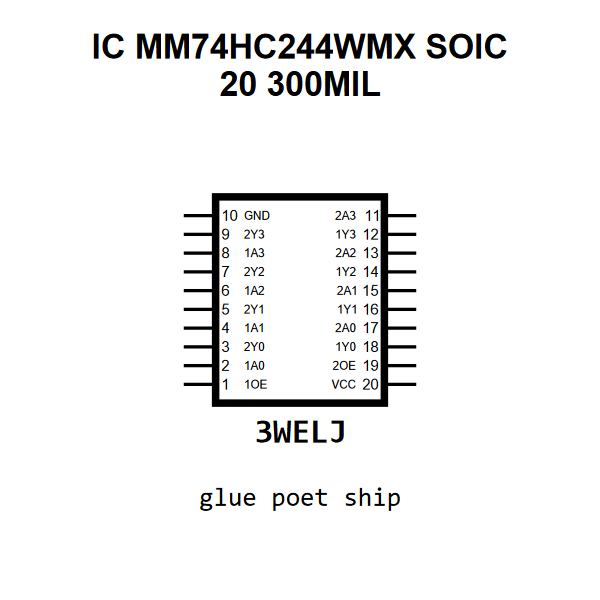 IC MM74HC244WMX SOIC
20 300MIL
10 GND 2A3 11
9 2Y3 1Y3 12
8 1A3 2A2 13
7 2Y2 1Y2 14
6 1A2 2A1 15
5 2Y1 1Y1 16
4 1A1 2A0 17
3 2Y0 1Y0 18
2 1A0 2OE 19
1 1OE VCC 20
3WELJ
glue poet ship